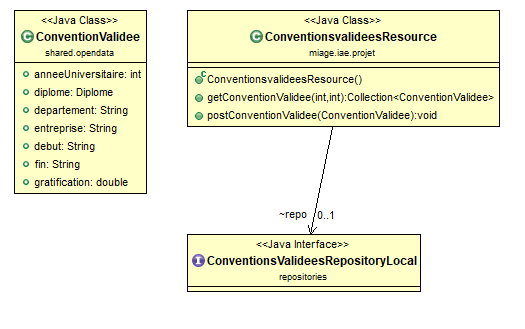 <<Java Class>>
ConventionValidee
shared.opendata
anneeUniversitaire: int
diplome: Diplome
departement: String
entreprise: String
debut: String
fin: String
gratification: double
<<Java Class>>
ConventionsvalideesResource
miage.iae.projet
ConventionsvalideesResource()
getConventionValidee(int,int):Collection<ConventionValidee>
postConventionValidee(ConventionValidee):void
~repo
0..1
<<Java Interface>>
ConventionsValideesRepositoryLocal
repositories